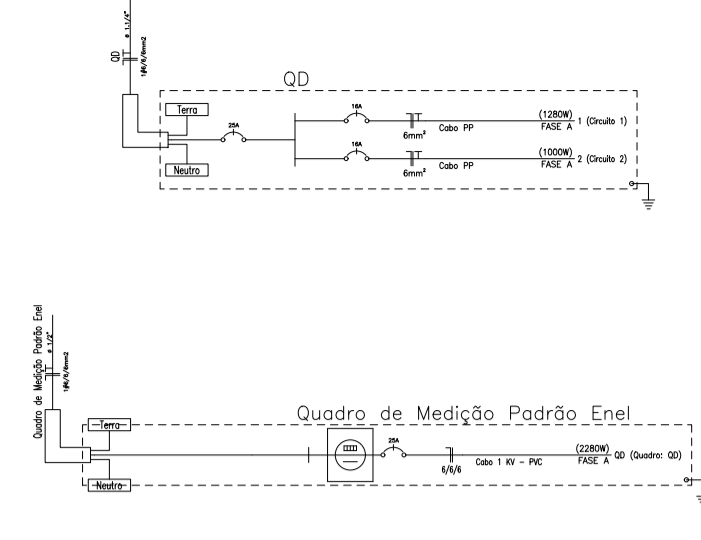 ø 1.1/4"
QD
1#6/6/6mm2
QD
Terra
25A
16A
6mm²
Cabo PP
(1280W)
FASE A
1 (Circuito 1)
16A
6mm²
Cabo PP
(1000W)
FASE A
2 (Circuito 2)
Neutro
Quadro de Medição Padrão Enel
ø 1/2"
1#6/6/6mm2
Quadro de Medição Padrão Enel
Terra
25A
6/6/6
Cabo 1 KV - PVC
(2280W)
FASE A
QD (Quadro: QD)
Neutro